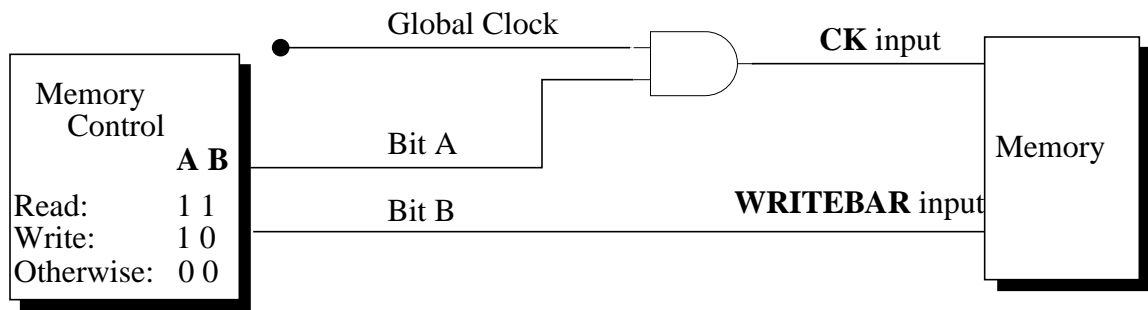 Global Clock
CK input
Memory
Control
A B
Bit A
Memory
Read: 1 1
Write: 1 0
Otherwise: 0 0
Bit B
WRITEBAR input